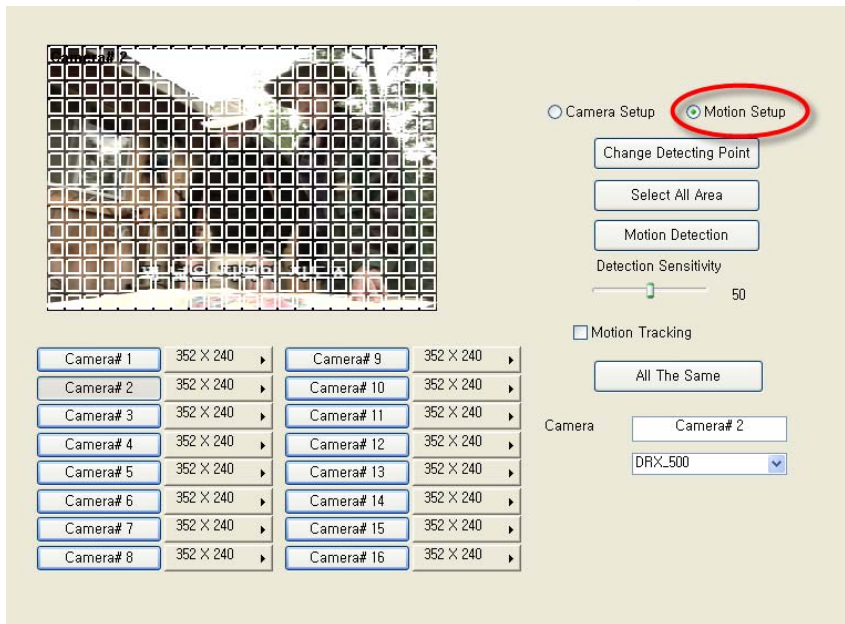 Camera# 2
Camera Setup
Motion Setup
Change Detecting Point
Select All Area
Motion Detection
Detection Sensitivity
50
Motion Tracking
All The Same
Camera
Camera# 2
DRX_500
Camera# 1 352 X 240
Camera# 9 352 X 240
Camera# 2 352 X 240
Camera# 10 352 X 240
Camera# 3 352 X 240
Camera# 11 352 X 240
Camera# 4 352 X 240
Camera# 12 352 X 240
Camera# 5 352 X 240
Camera# 13 352 X 240
Camera# 6 352 X 240
Camera# 14 352 X 240
Camera# 7 352 X 240
Camera# 15 352 X 240
Camera# 8 352 X 240
Camera# 16 352 X 240